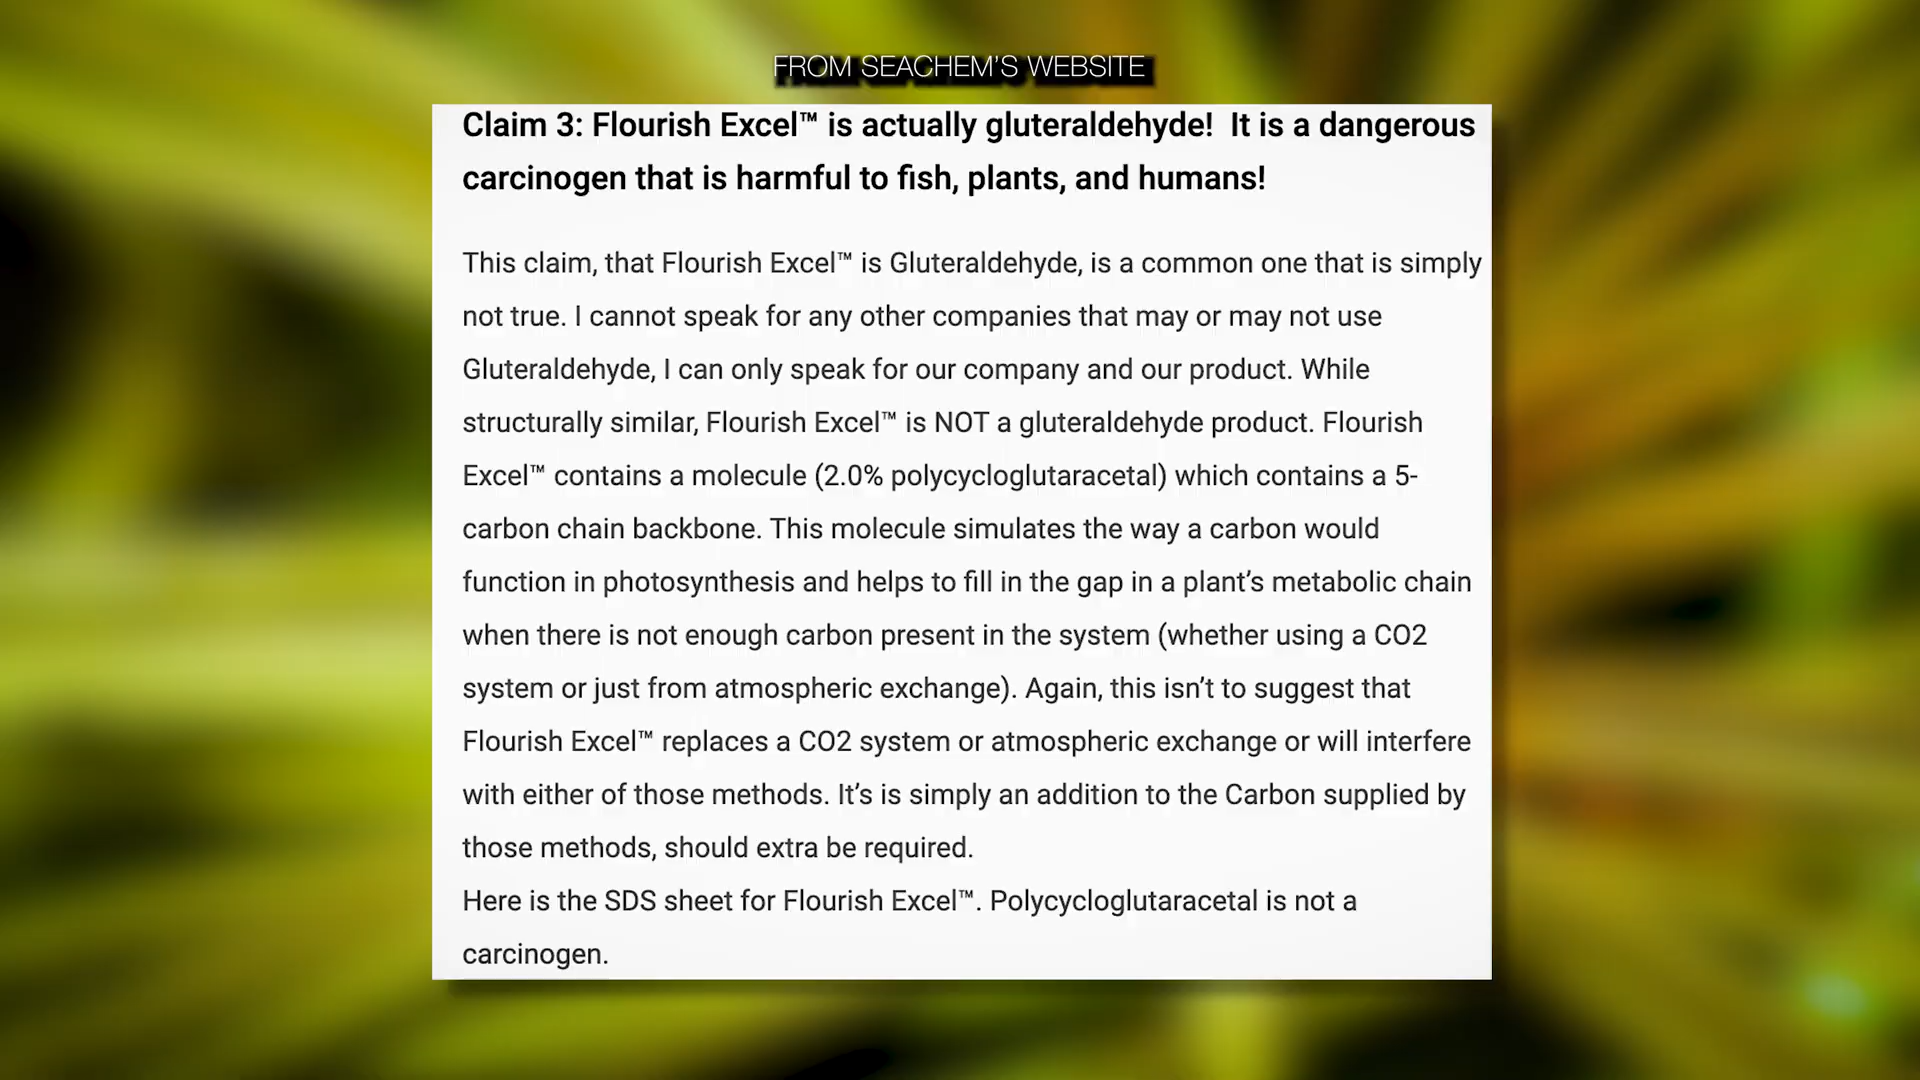 FROM SEACHEM'S WEBSITE
Claim 3: Flourish Excel™ is actually gluteraldehyde!  It is a dangerous
carcinogen that is harmful to fish, plants, and humans!
This claim, that Flourish Excel™ is Gluteraldehyde, is a common one that is simply
not true. I cannot speak for any other companies that may or may not use
Gluteraldehyde, I can only speak for our company and our product. While
structurally similar, Flourish Excel™ is NOT a gluteraldehyde product. Flourish
Excel™ contains a molecule (2.0% polycycloglutaracetal) which contains a 5-
carbon chain backbone. This molecule simulates the way a carbon would
function in photosynthesis and helps to fill in the gap in a plant’s metabolic chain
when there is not enough carbon present in the system (whether using a CO2
system or just from atmospheric exchange). Again, this isn’t to suggest that
Flourish Excel™ replaces a CO2 system or atmospheric exchange or will interfere
with either of those methods. It’s is simply an addition to the Carbon supplied by
those methods, should extra be required.
Here is the SDS sheet for Flourish Excel™. Polycycloglutaracetal is not a
carcinogen.